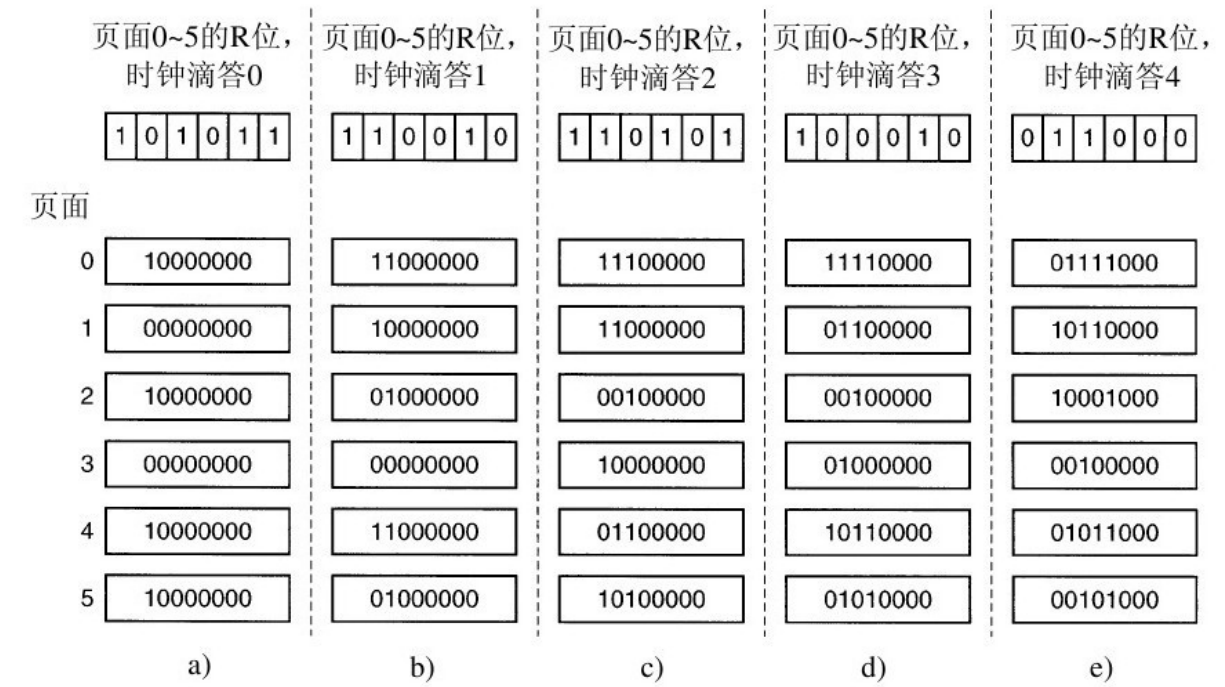 页面0~5的R位， 页面0~5的R位， 页面0~5的R位， 页面0~5的R位， 页面0~5的R位，
时钟滴答0 时钟滴答1 时钟滴答2 时钟滴答3 时钟滴答4
1 0 1 0 1 1 1 1 0 0 1 0 1 1 0 1 0 1 1 0 0 0 1 0 0 1 1 0 0 0
页面
0 10000000 11000000 11100000 11110000 01111000
1 00000000 10000000 11000000 01100000 10110000
2 10000000 01000000 00100000 00100000 10001000
3 00000000 00000000 10000000 01000000 00100000
4 10000000 11000000 01100000 10110000 01011000
5 10000000 01000000 10100000 01010000 00101000
a) b) c) d) e)